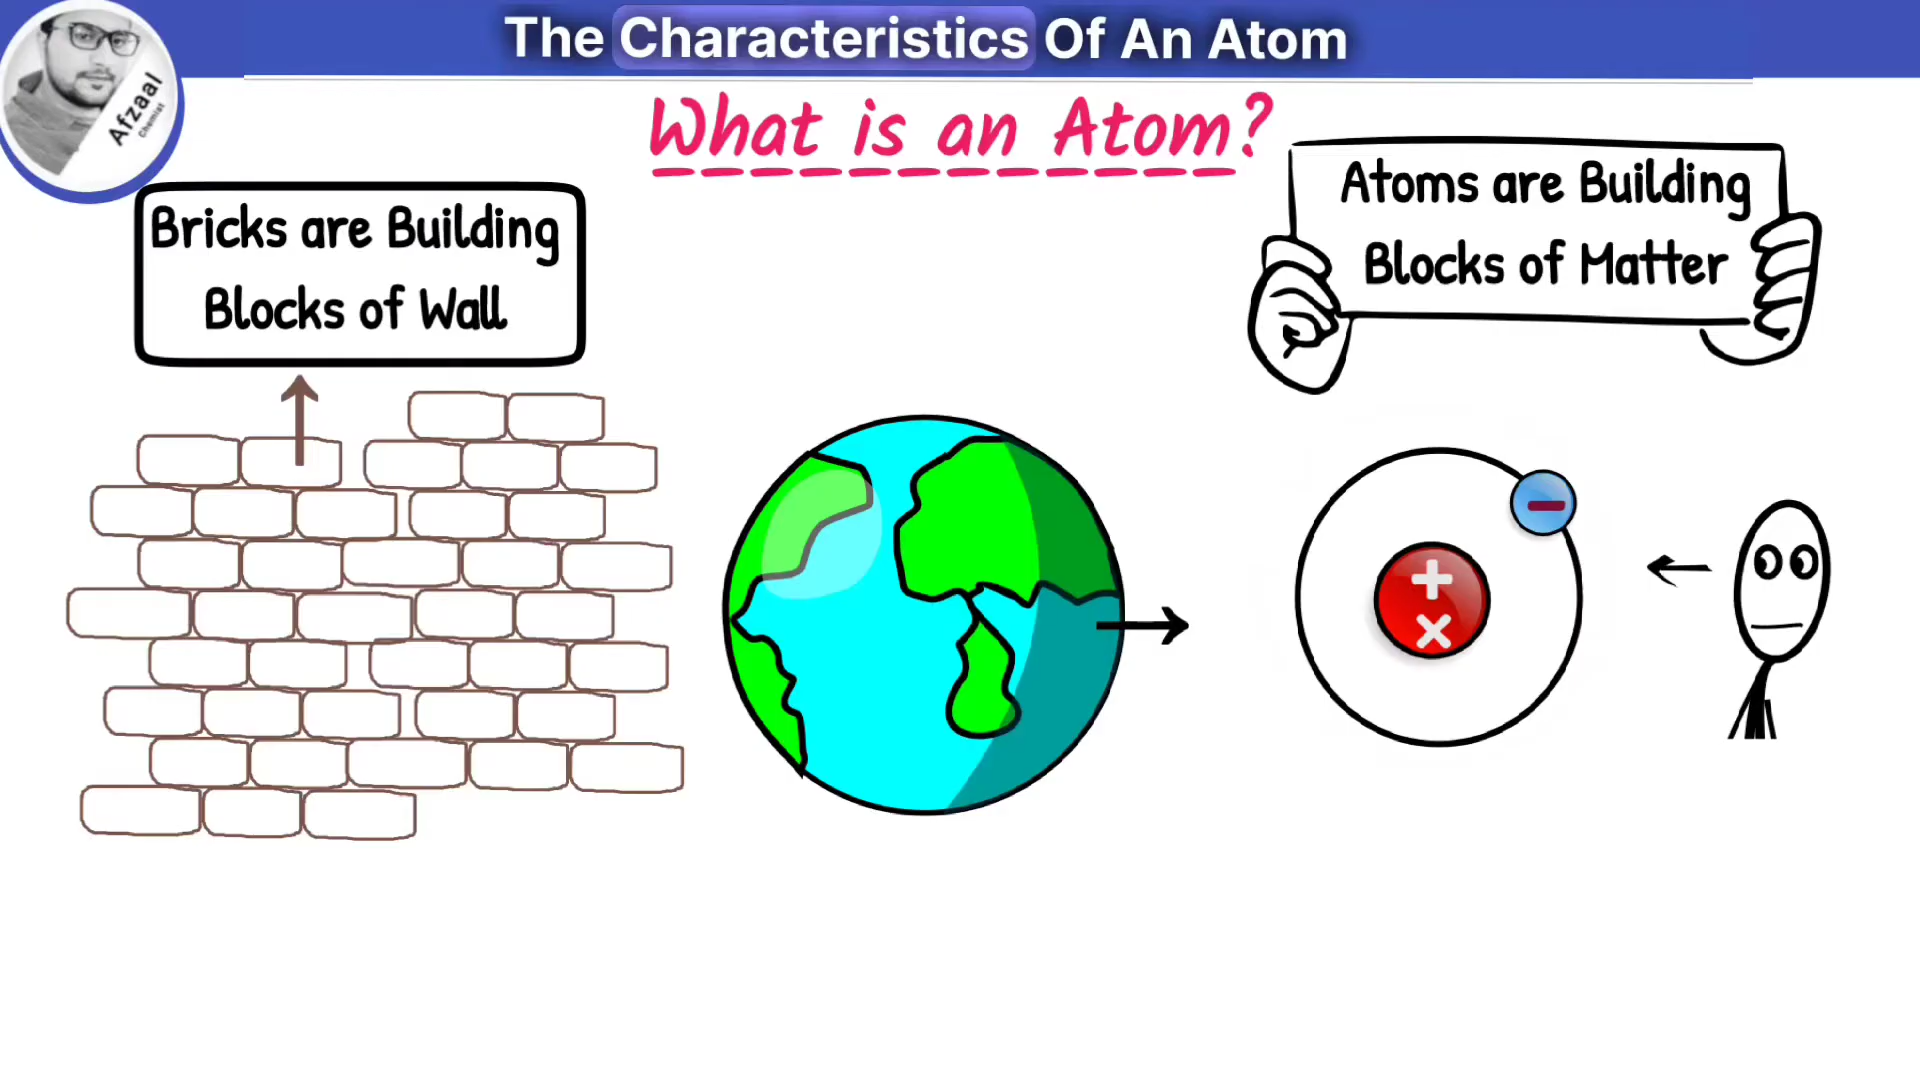 The Characteristics Of An Atom
Afzaal
Chemist
What is an Atom?
Bricks are Building
Blocks of Wall
Atoms are Building
Blocks of Matter